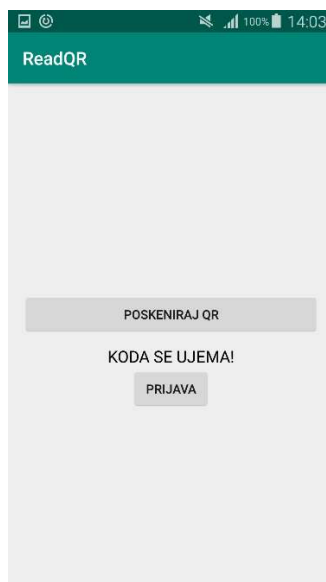 100% 14:03
ReadQR
POSKENIRAJ QR
KODA SE UJEMA!
PRIJAVA